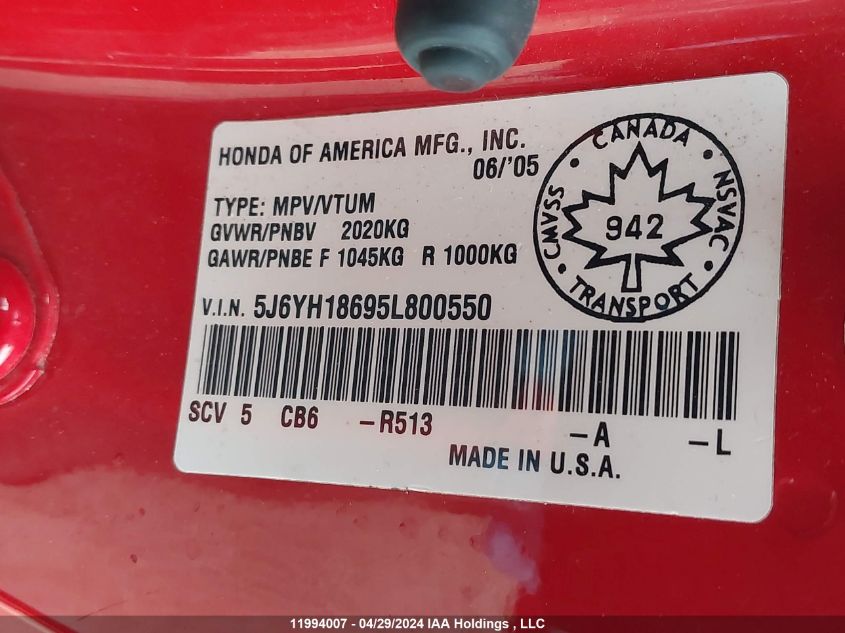 HONDA OF AMERICA MFG., INC.
06/'05
TYPE: MPV/VTUM
GVWR/PNBV 2020KG
GAWR/PNBE F 1045KG R 1000KG
V.I.N. 5J6YH18695L800550
CANADA
CMVSS
942
NSVAC
TRANSPORT
SCV 5 CB6 -R513 -A -L
MADE IN U.S.A.
11994007 - 04/29/2024 IAA Holdings , LLC